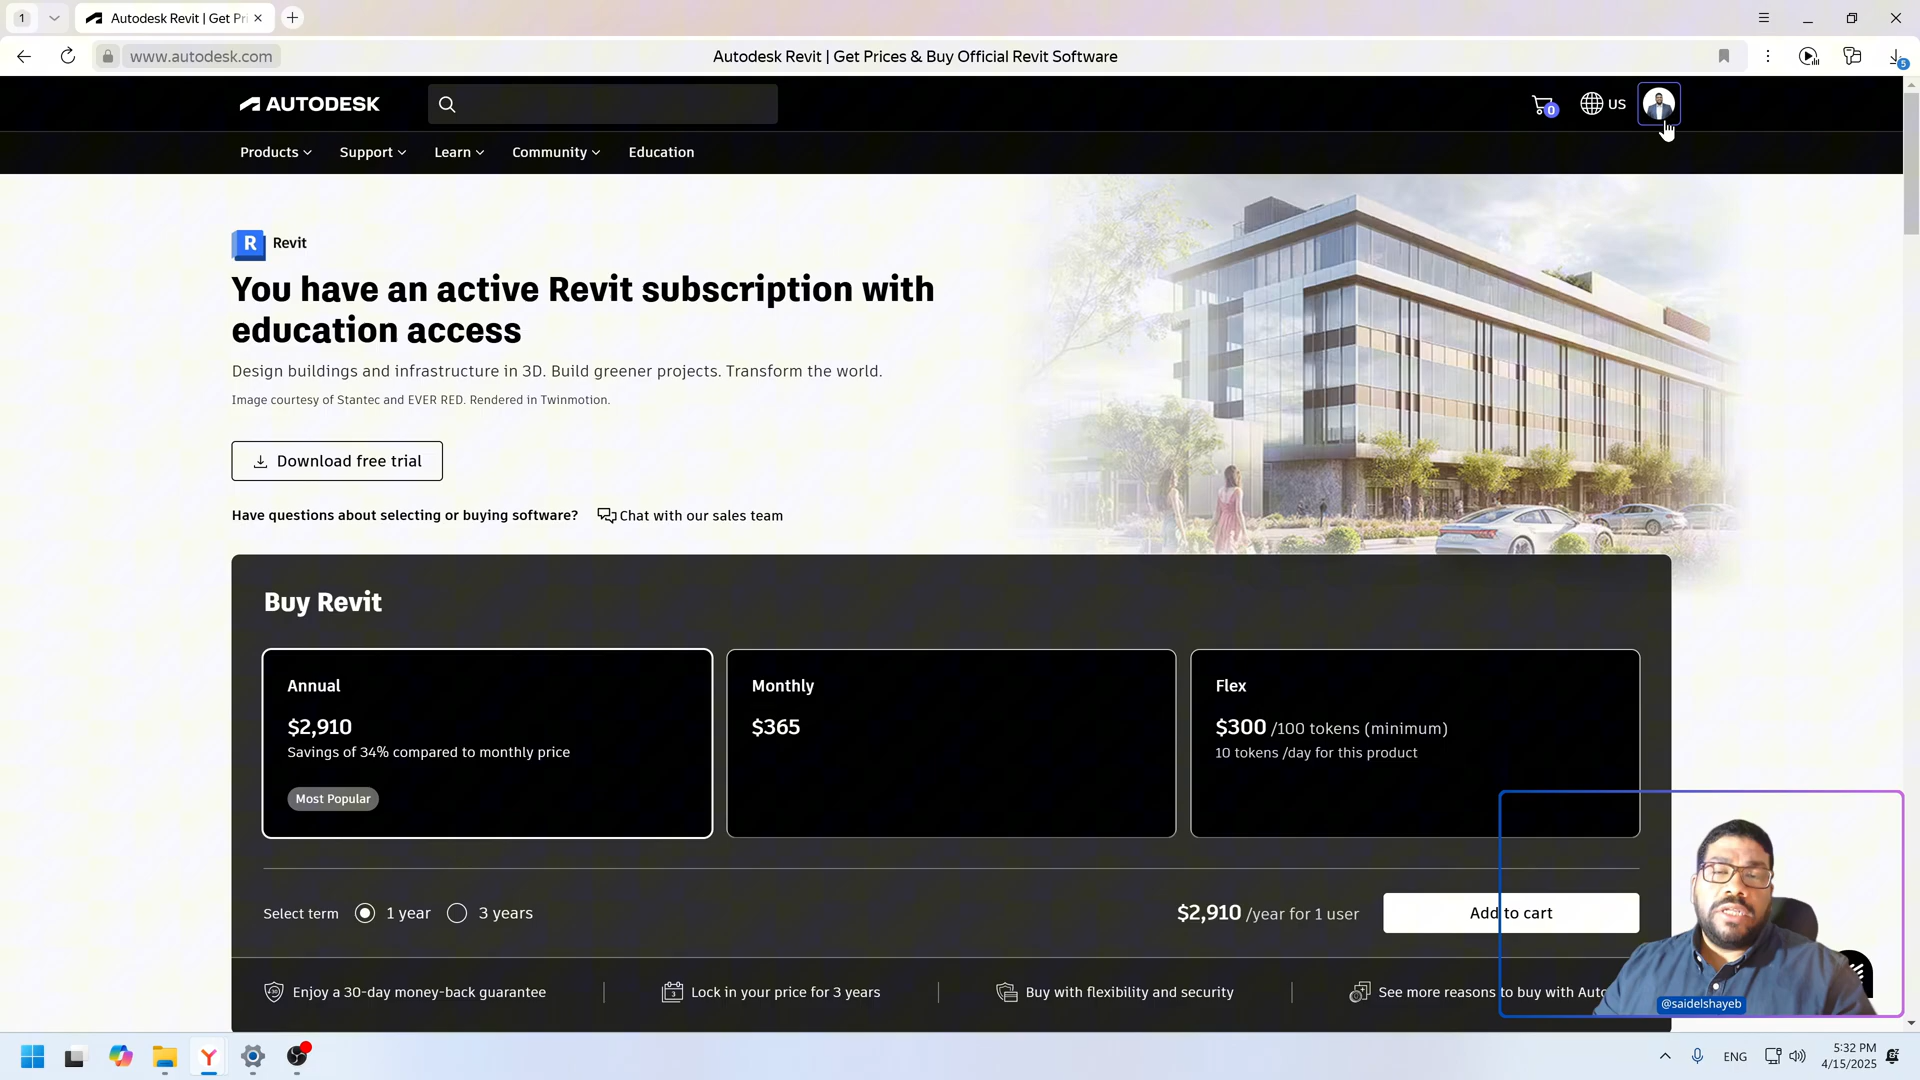 1
Autodesk Revit | Get Pri
www.autodesk.com
Autodesk Revit | Get Prices & Buy Official Revit Software
5
AUTODESK
0
US
Products
Support
Learn
Community
Education
R
Revit
You have an active Revit subscription with
education access
Design buildings and infrastructure in 3D. Build greener projects. Transform the world.
Image courtesy of Stantec and EVER RED. Rendered in Twinmotion.
Download free trial
Have questions about selecting or buying software?
Chat with our sales team
Buy Revit
Annual
$2,910
Savings of 34% compared to monthly price
Most Popular
Monthly
$365
Flex
$300 /100 tokens (minimum)
10 tokens /day for this product
Select term
1 year
3 years
$2,910 /year for 1 user
Add to cart
Enjoy a 30-day money-back guarantee
Lock in your price for 3 years
Buy with flexibility and security
See more reasons to buy with Auto
@saidelshayeb
Y
ENG
5:32 PM
4/15/2025